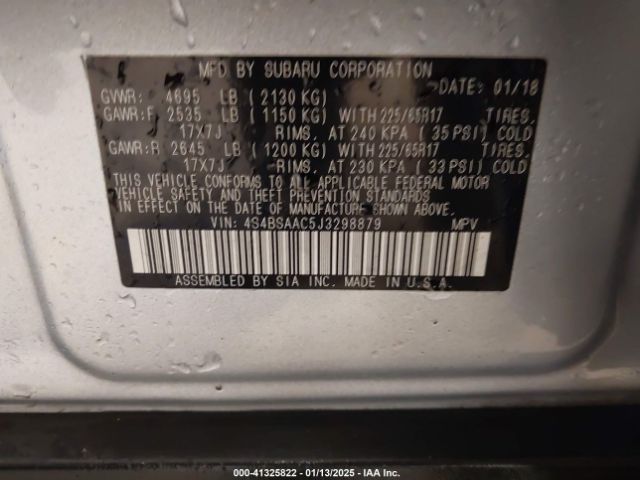 MFD BY SUBARU CORPORATION
DATE: 01/18
GVWR: 4695 LB (2130 KG)
GAWR:F 2535 LB (1150 KG) WITH 225/65R17 TIRES,
17X7J RIMS, AT 240 KPA (35 PSI) COLD
GAWR:R 2645 LB (1200 KG) WITH 225/65R17 TIRES,
17X7J RIMS, AT 230 KPA (33 PSI) COLD
THIS VEHICLE CONFORMS TO ALL APPLICABLE FEDERAL MOTOR
VEHICLE SAFETY AND THEFT PREVENTION STANDARDS
IN EFFECT ON THE DATE OF MANUFACTURE SHOWN ABOVE.
VIN: 4S4BSAAC5J3298879 MPV
ASSEMBLED BY SIA INC. MADE IN U.S.A.
000-41325822 - 01/13/2025 - IAA Inc.